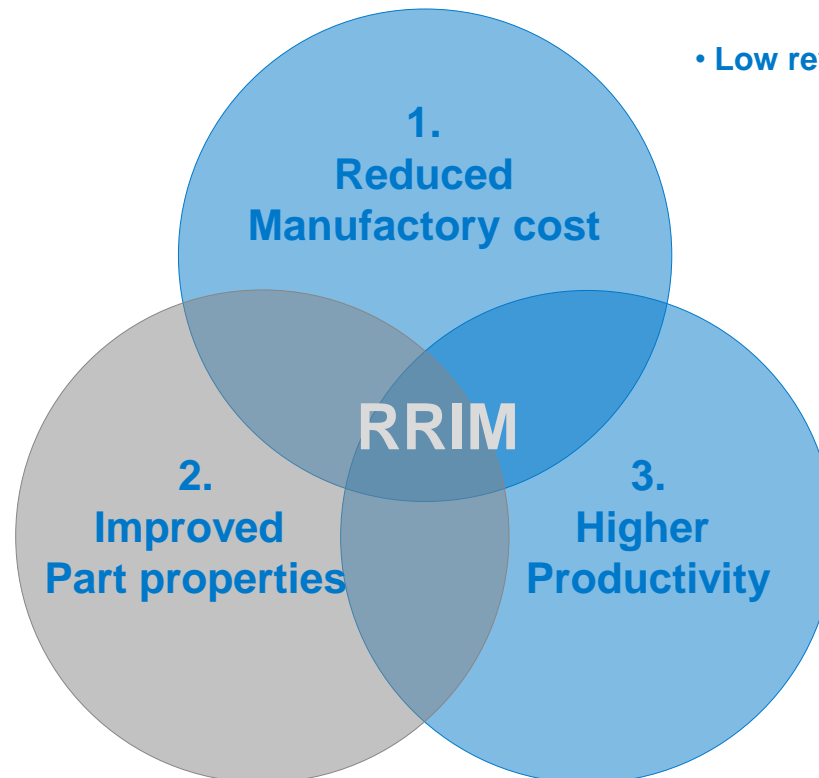 • Low re
1.
Reduced
Manufactory cost
RRIM
2.
Improved
Part properties
3.
Higher
Productivity